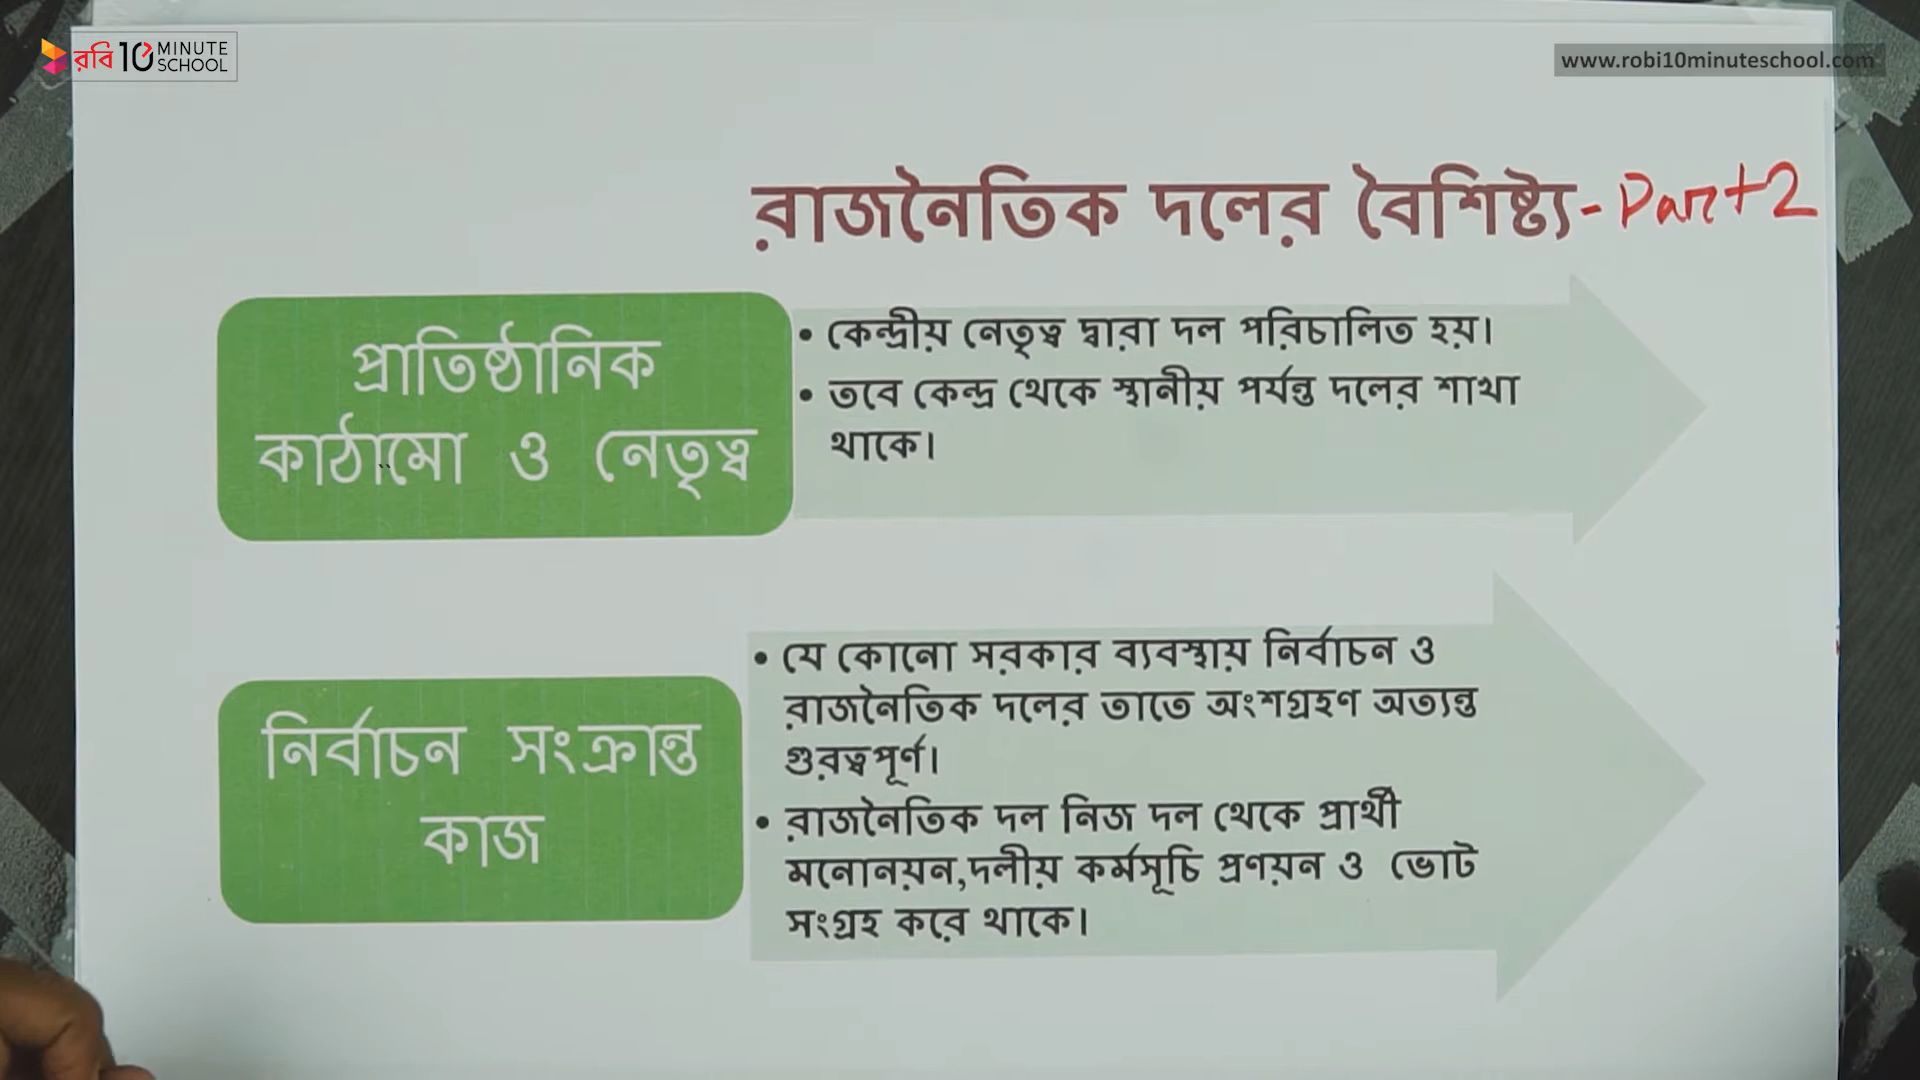 রবি 10 MINUTE SCHOOL
www.robi10minuteschool.com
রাজনৈতিক দলের বৈশিষ্ট্য - Part 2
প্রাতিষ্ঠানিক
কাঠামো ও নেতৃত্ব
• কেন্দ্রীয় নেতৃত্ব দ্বারা দল পরিচালিত হয়।
• তবে কেন্দ্র থেকে স্থানীয় পর্যন্ত দলের শাখা
থাকে।
নির্বাচন সংক্রান্ত
কাজ
• যে কোনো সরকার ব্যবস্থায় নির্বাচন ও
রাজনৈতিক দলের তাতে অংশগ্রহণ অত্যন্ত
গুরত্বপূর্ণ।
• রাজনৈতিক দল নিজ দল থেকে প্রার্থী
মনোনয়ন,দলীয় কর্মসূচি প্রণয়ন ও ভোট
সংগ্রহ করে থাকে।